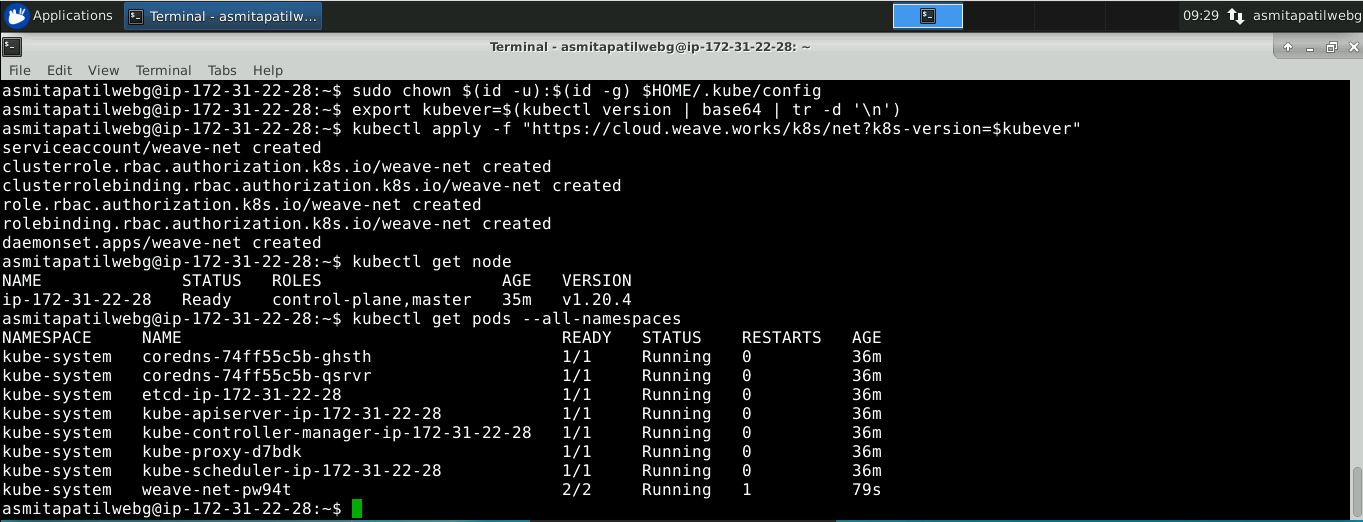 Applications Terminal - asmitapatilw... 09:29 asmitapatilwebg
Terminal - asmitapatilwebg@ip-172-31-22-28: ~
File Edit View Terminal Tabs Help
asmitapatilwebg@ip-172-31-22-28:~$ sudo chown $(id -u):$(id -g) $HOME/.kube/config
asmitapatilwebg@ip-172-31-22-28:~$ export kubever=$(kubectl version | base64 | tr -d '\n')
asmitapatilwebg@ip-172-31-22-28:~$ kubectl apply -f "https://cloud.weave.works/k8s/net?k8s-version=$kubever"
serviceaccount/weave-net created
clusterrole.rbac.authorization.k8s.io/weave-net created
clusterrolebinding.rbac.authorization.k8s.io/weave-net created
role.rbac.authorization.k8s.io/weave-net created
rolebinding.rbac.authorization.k8s.io/weave-net created
daemonset.apps/weave-net created
asmitapatilwebg@ip-172-31-22-28:~$ kubectl get node
NAME STATUS ROLES AGE VERSION
ip-172-31-22-28 Ready control-plane,master 35m v1.20.4
asmitapatilwebg@ip-172-31-22-28:~$ kubectl get pods --all-namespaces
NAMESPACE NAME READY STATUS RESTARTS AGE
kube-system coredns-74ff55c5b-ghsth 1/1 Running 0 36m
kube-system coredns-74ff55c5b-qsrvr 1/1 Running 0 36m
kube-system etcd-ip-172-31-22-28 1/1 Running 0 36m
kube-system kube-apiserver-ip-172-31-22-28 1/1 Running 0 36m
kube-system kube-controller-manager-ip-172-31-22-28 1/1 Running 0 36m
kube-system kube-proxy-d7bdk 1/1 Running 0 36m
kube-system kube-scheduler-ip-172-31-22-28 1/1 Running 0 36m
kube-system weave-net-pw94t 2/2 Running 1 79s
asmitapatilwebg@ip-172-31-22-28:~$